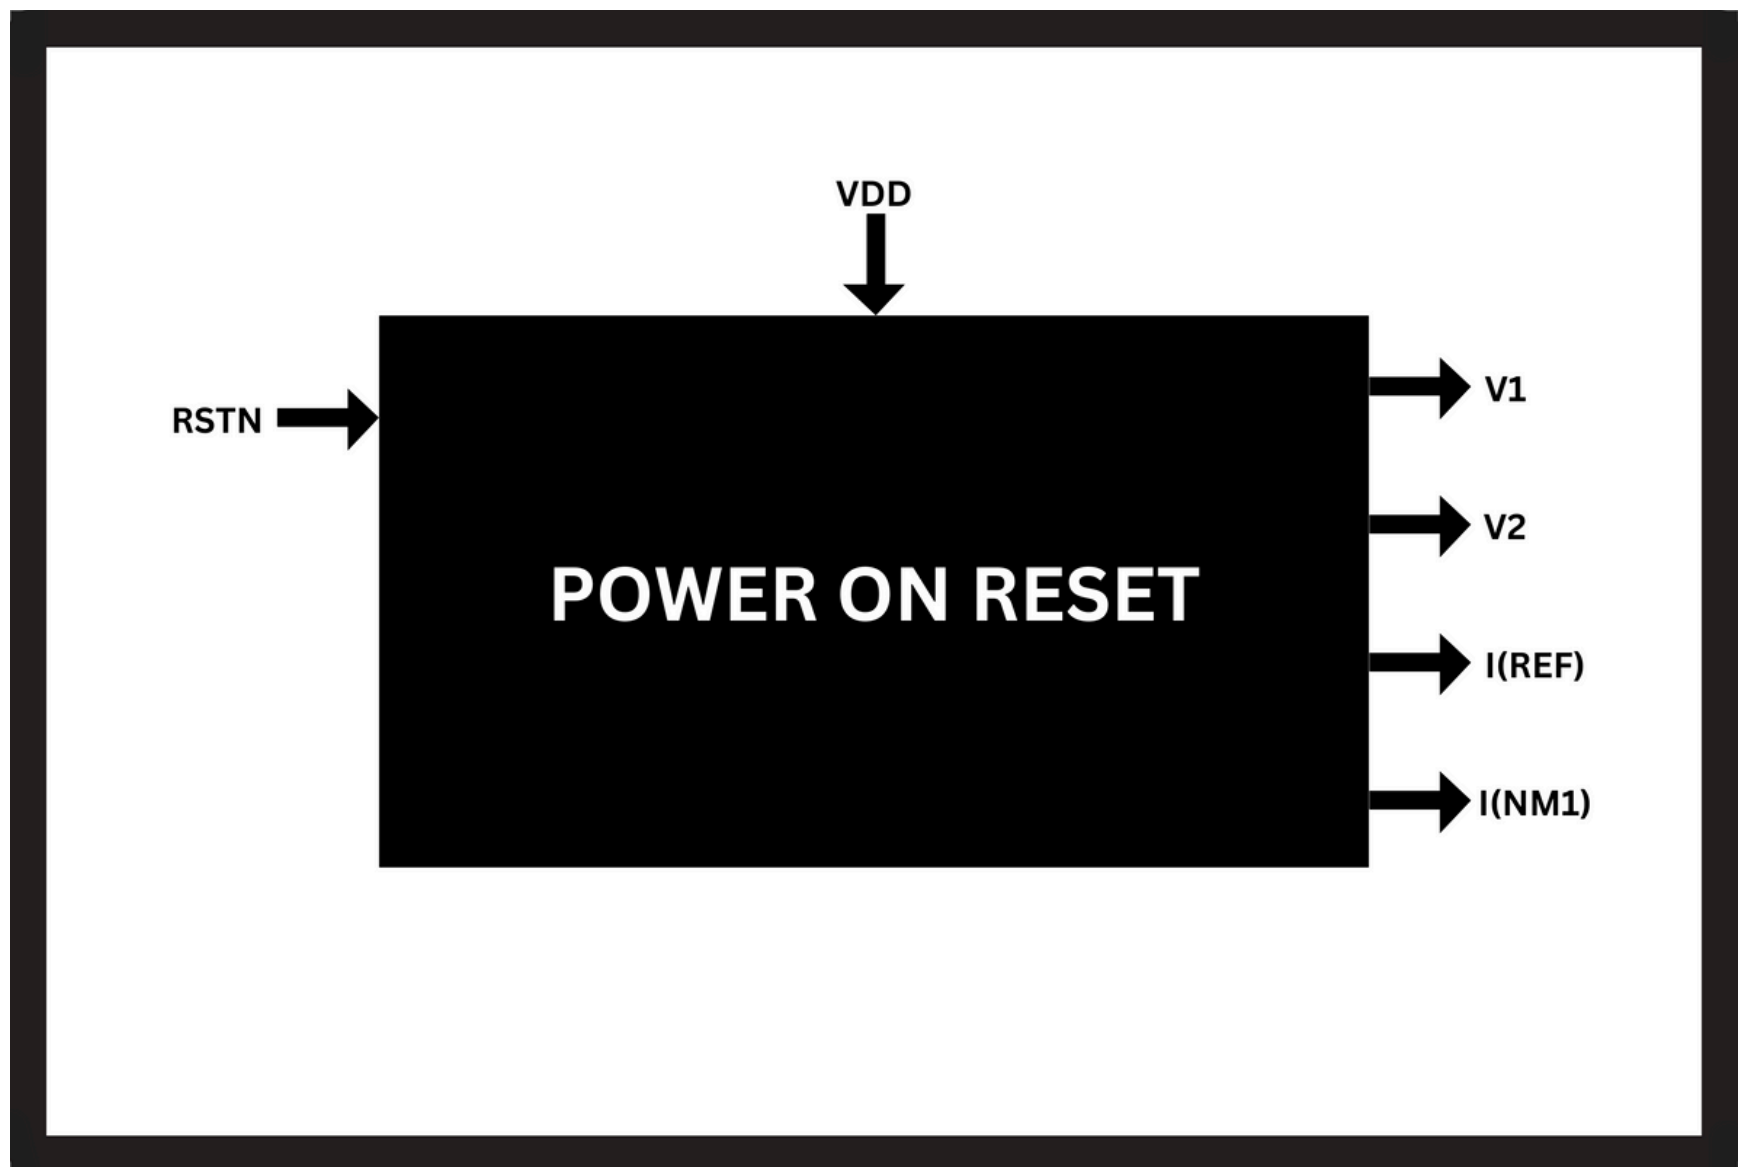 VDD
RSTN
POWER ON RESET
V1
V2
I(REF)
I(NM1)